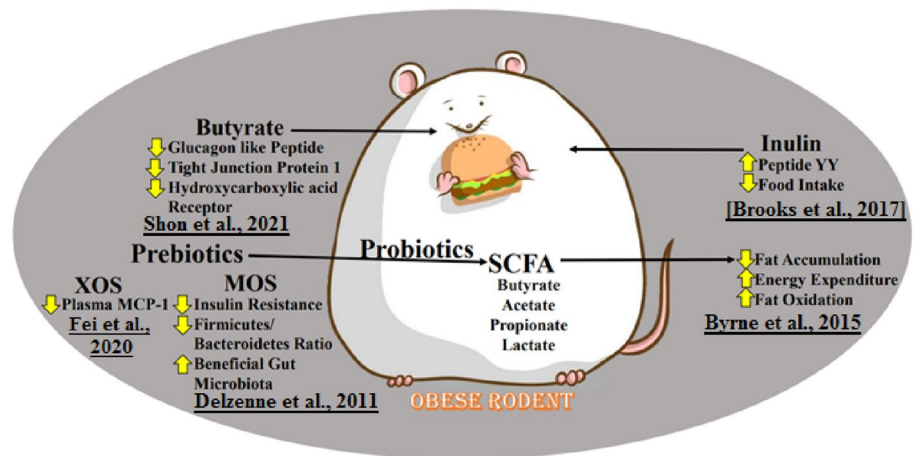 Butyrate
Glucagon like Peptide
Tight Junction Protein 1
Hydroxycarboxylic acid
Receptor
Shon et al., 2021
Prebiotics
XOS
Plasma MCP-1
Fei et al.,
2020
MOS
Insulin Resistance
Firmicutes/
Bacteroidetes Ratio
Beneficial Gut
Microbiota
Delzenne et al., 2011
Probiotics
SCFA
Butyrate
Acetate
Propionate
Lactate
OBESE RODENT
Inulin
Peptide YY
Food Intake
[Brooks et al., 2017]
Fat Accumulation
Energy Expenditure
Fat Oxidation
Byrne et al., 2015